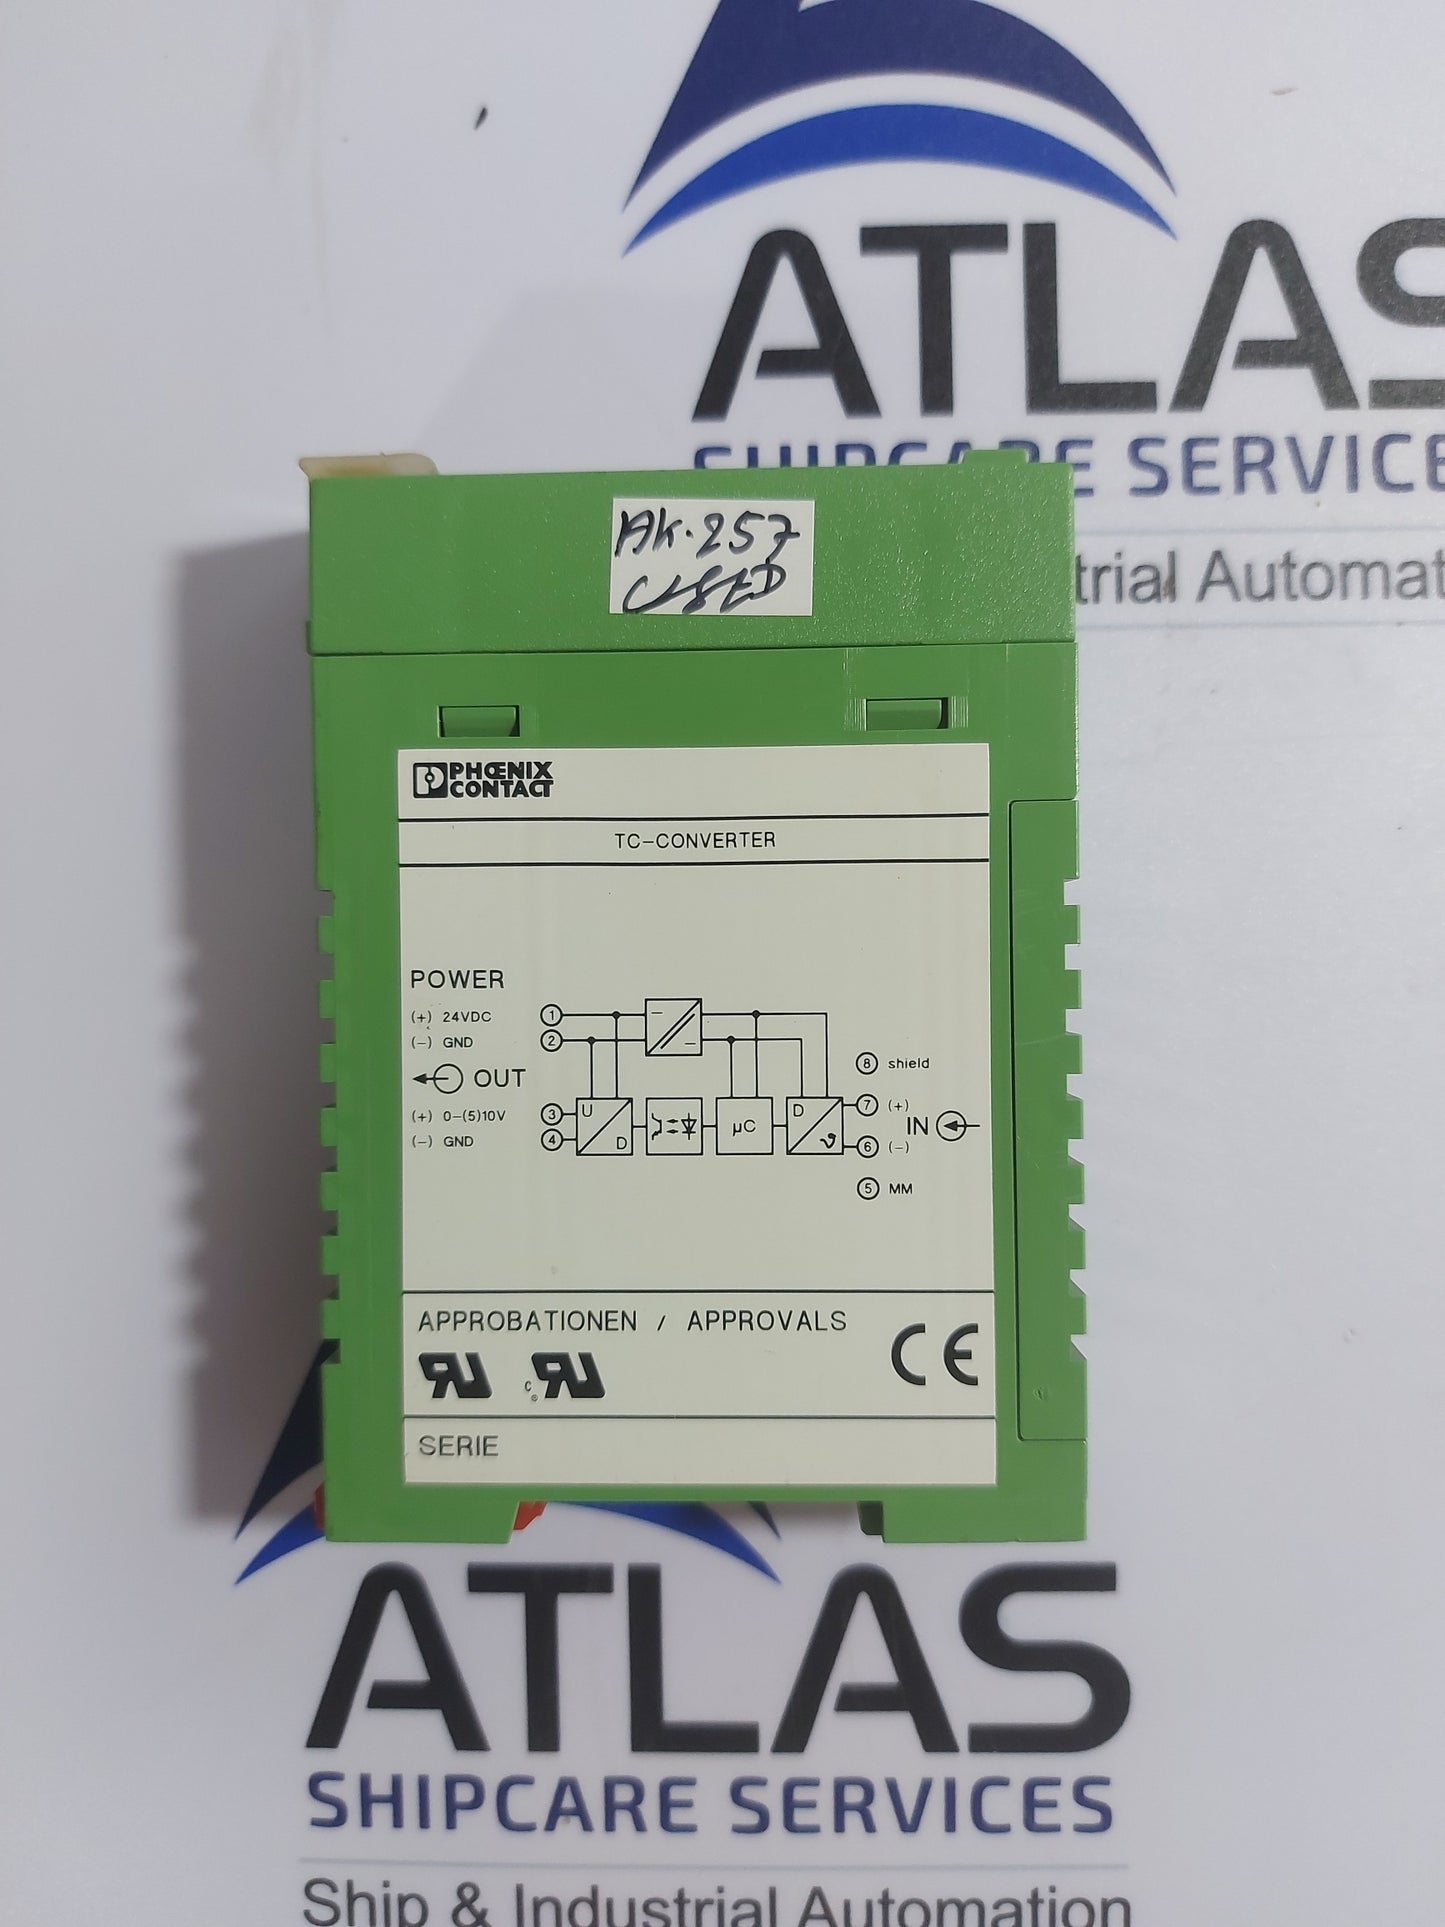 ATLAS
SHIPCARE SERVICE
trial Automat
AK-257
USED
PHŒNIX
CONTACT
TC-CONVERTER
POWER
(+) 24VDC
(-) GND
OUT
(+) 0-(5)10V
(-) GND
1
2
3
4
U
D
µC
D
ϑ
8 shield
7 (+)
IN
6 (-)
5 MM
APPROBATIONEN / APPROVALS
CE
SERIE
ATLAS
SHIPCARE SERVICES
Ship & Industrial Automation